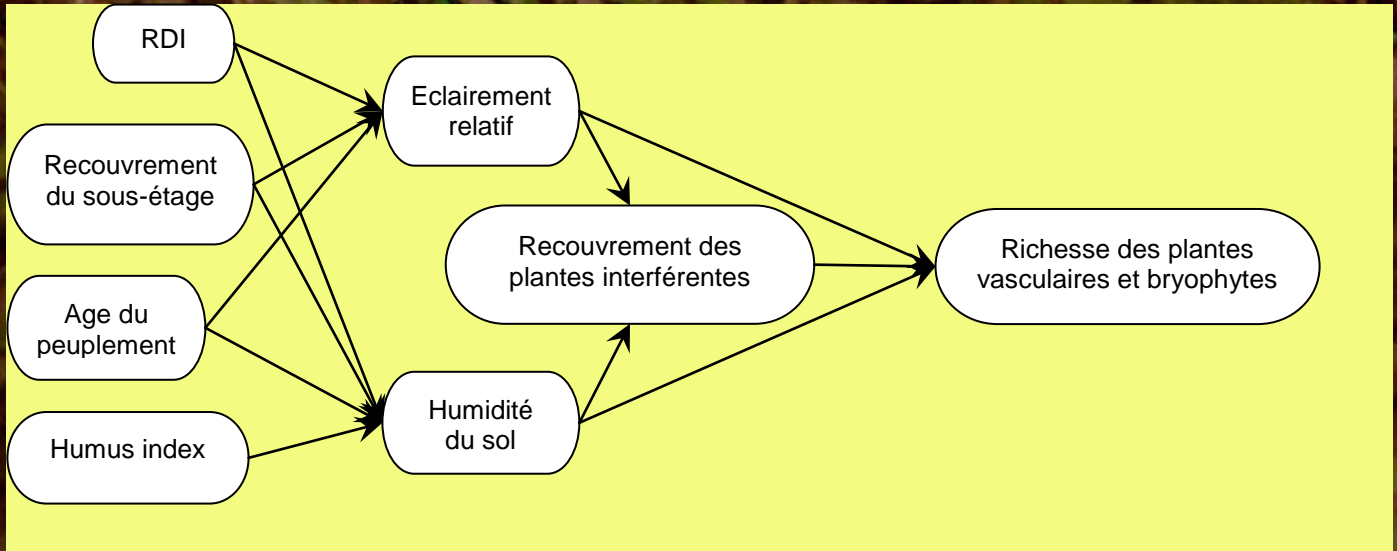 RDI
Recouvrement
du sous-étage
Age du
peuplement
Humus index
Eclairement
relatif
Recouvrement des
plantes interférentes
Humidité
du sol
Richesse des plantes
vasculaires et bryophytes